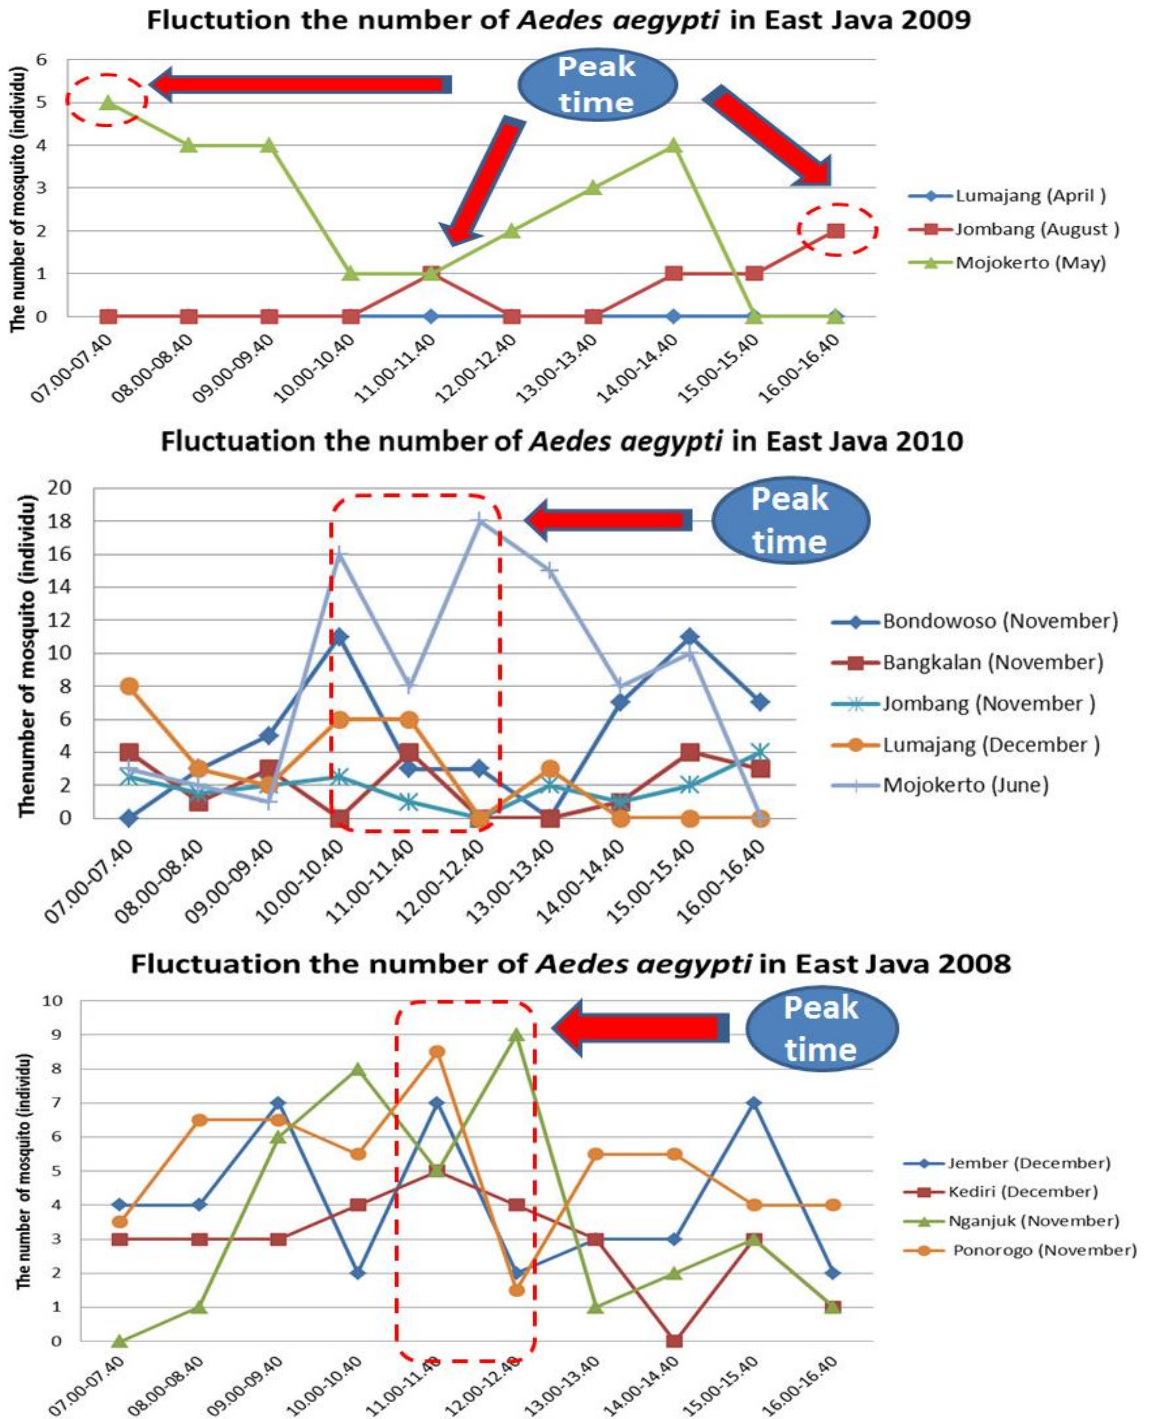 Fluctution the number of Aedes aegypti in East Java 2009
The number of mosquito (individu)
6
5
4
3
2
1
0
Peak
time
Lumajang (April )
Jombang (August )
Mojokerto (May)
07.00-07.40
08.00-08.40
09.00-09.40
10.00-10.40
11.00-11.40
12.00-12.40
13.00-13.40
14.00-14.40
15.00-15.40
16.00-16.40
Fluctuation the number of Aedes aegypti in East Java 2010
Thenumber of mosquito (individu)
20
18
16
14
12
10
8
6
4
2
0
Peak
time
Bondowoso (November)
Bangkalan (November)
Jombang (November )
Lumajang (December )
Mojokerto (June)
07.00-07.40
08.00-08.40
09.00-09.40
10.00-10.40
11.00-11.40
12.00-12.40
13.00-13.40
14.00-14.40
15.00-15.40
16.00-16.40
Fluctuation the number of Aedes aegypti in East Java 2008
The number of mosquito (individu)
10
9
8
7
6
5
4
3
2
1
0
Peak
time
Jember (December)
Kediri (December)
Nganjuk (November)
Ponorogo (November)
07.00-07.40
08.00-08.40
09.00-09.40
10.00-10.40
11.00-11.40
12.00-12.40
13.00-13.40
14.00-14.40
15.00-15.40
16.00-16.40